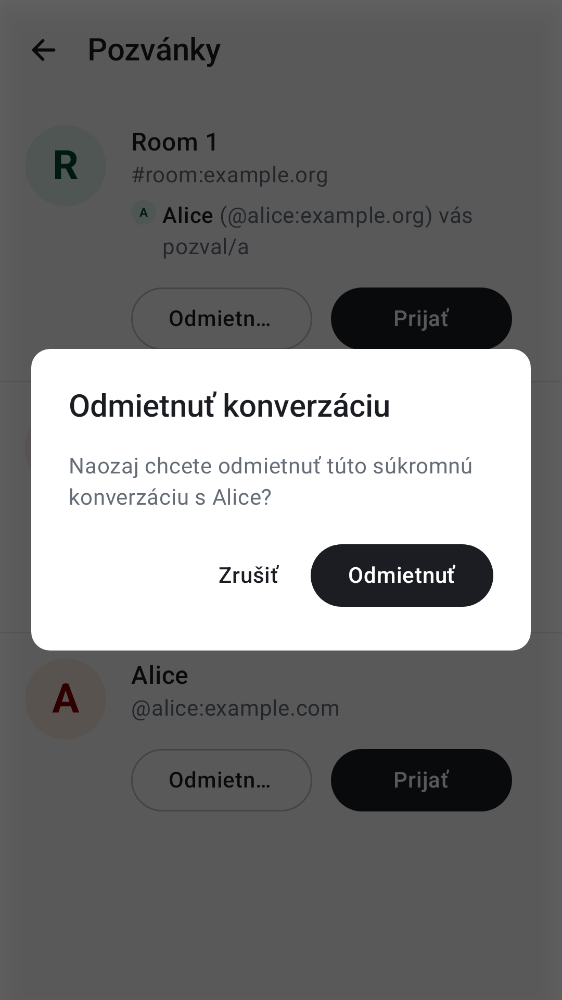 Pozvánky
R
Room 1
#room:example.org
A Alice (@alice:example.org) vás
pozval/a
Odmietn… Prijať
Odmietnuť konverzáciu
Naozaj chcete odmietnuť túto súkromnú
konverzáciu s Alice?
Zrušiť Odmietnuť
A
Alice
@alice:example.com
Odmietn… Prijať